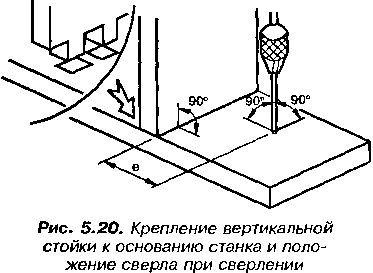 90°
90°
90°
e
Рис. 5.20. Крепление вертикальной
стойки к основанию станка и поло-
жение сверла при сверлении